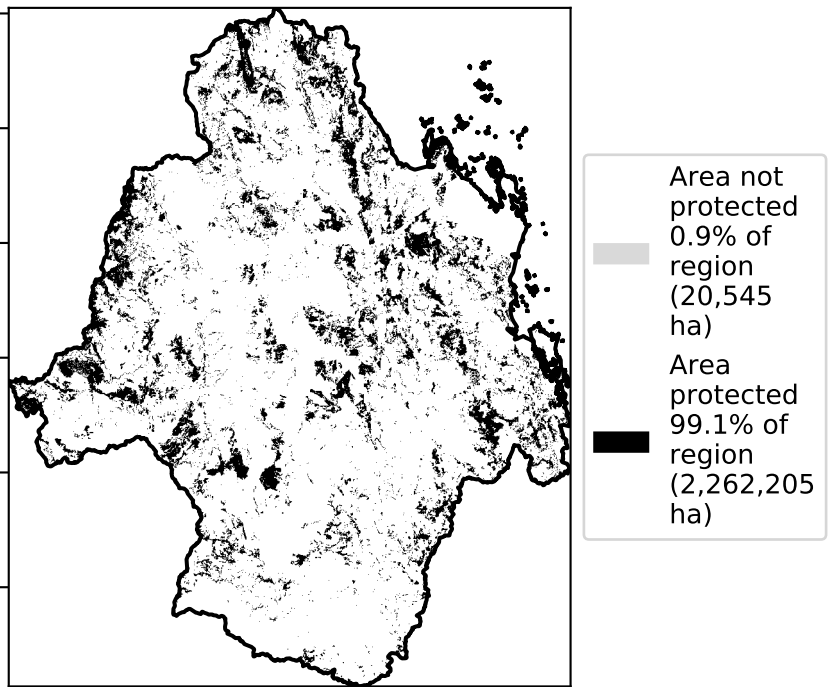 Area not
protected
0.9% of
region
(20,545
ha)
Area
protected
99.1% of
region
(2,262,205
ha)